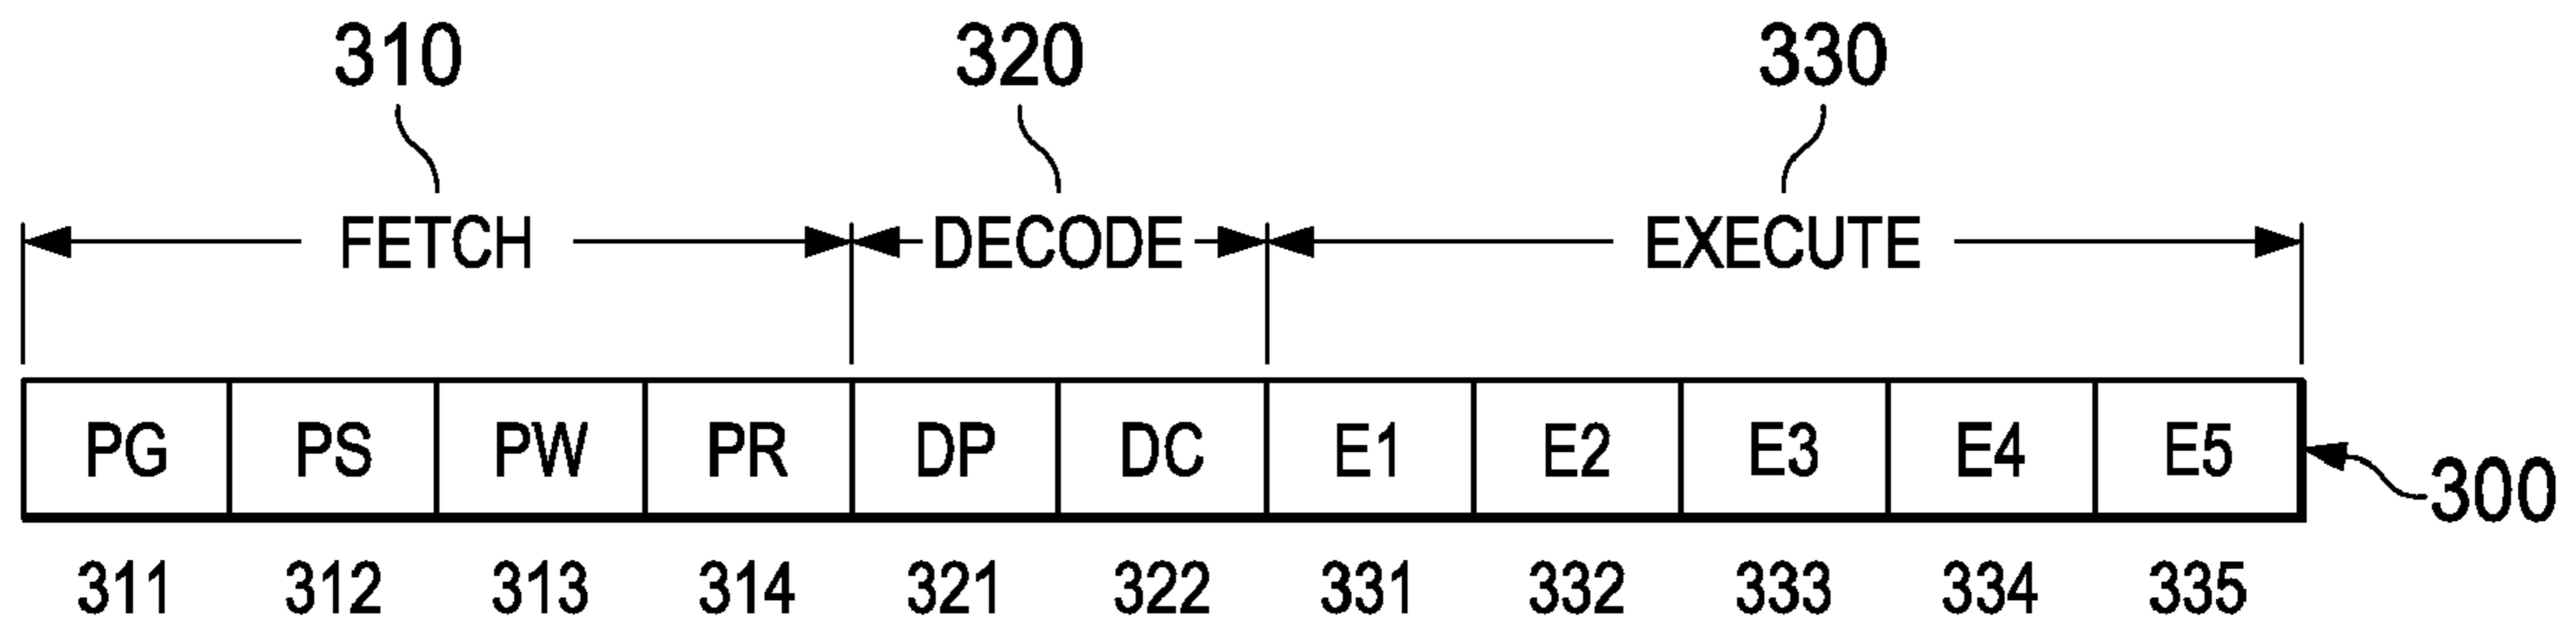 310 320 330
FETCH DECODE EXECUTE
PG PS PW PR DP DC E1 E2 E3 E4 E5
300
311 312 313 314 321 322 331 332 333 334 335